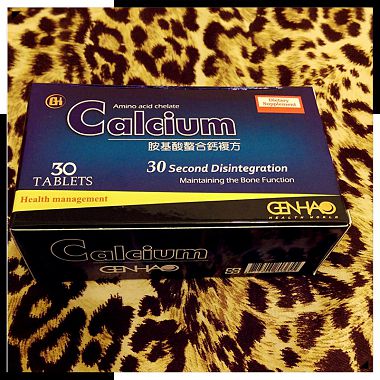 Amino acid chelate
Dietary
Supplement
Calcium
胺基酸螯合鈣複方
30 Second Disintegration
30
TABLETS
Maintaining the Bone Function
Health management
GENHAO
HEALTH WORLD
Calcium
GENHAO